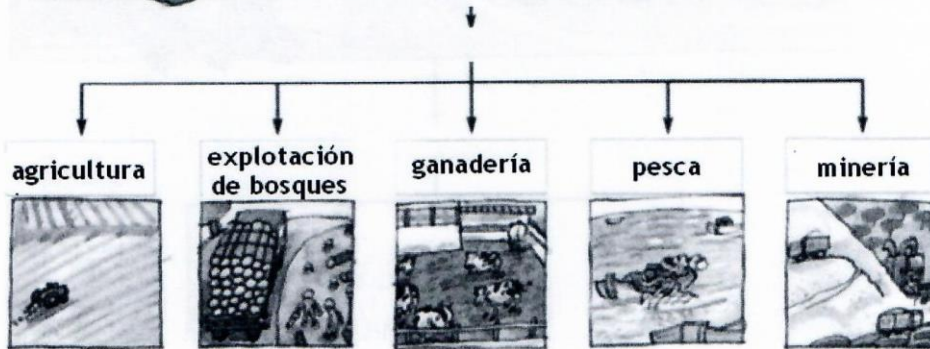 agricultura
explotación
de bosques
ganadería
pesca
minería